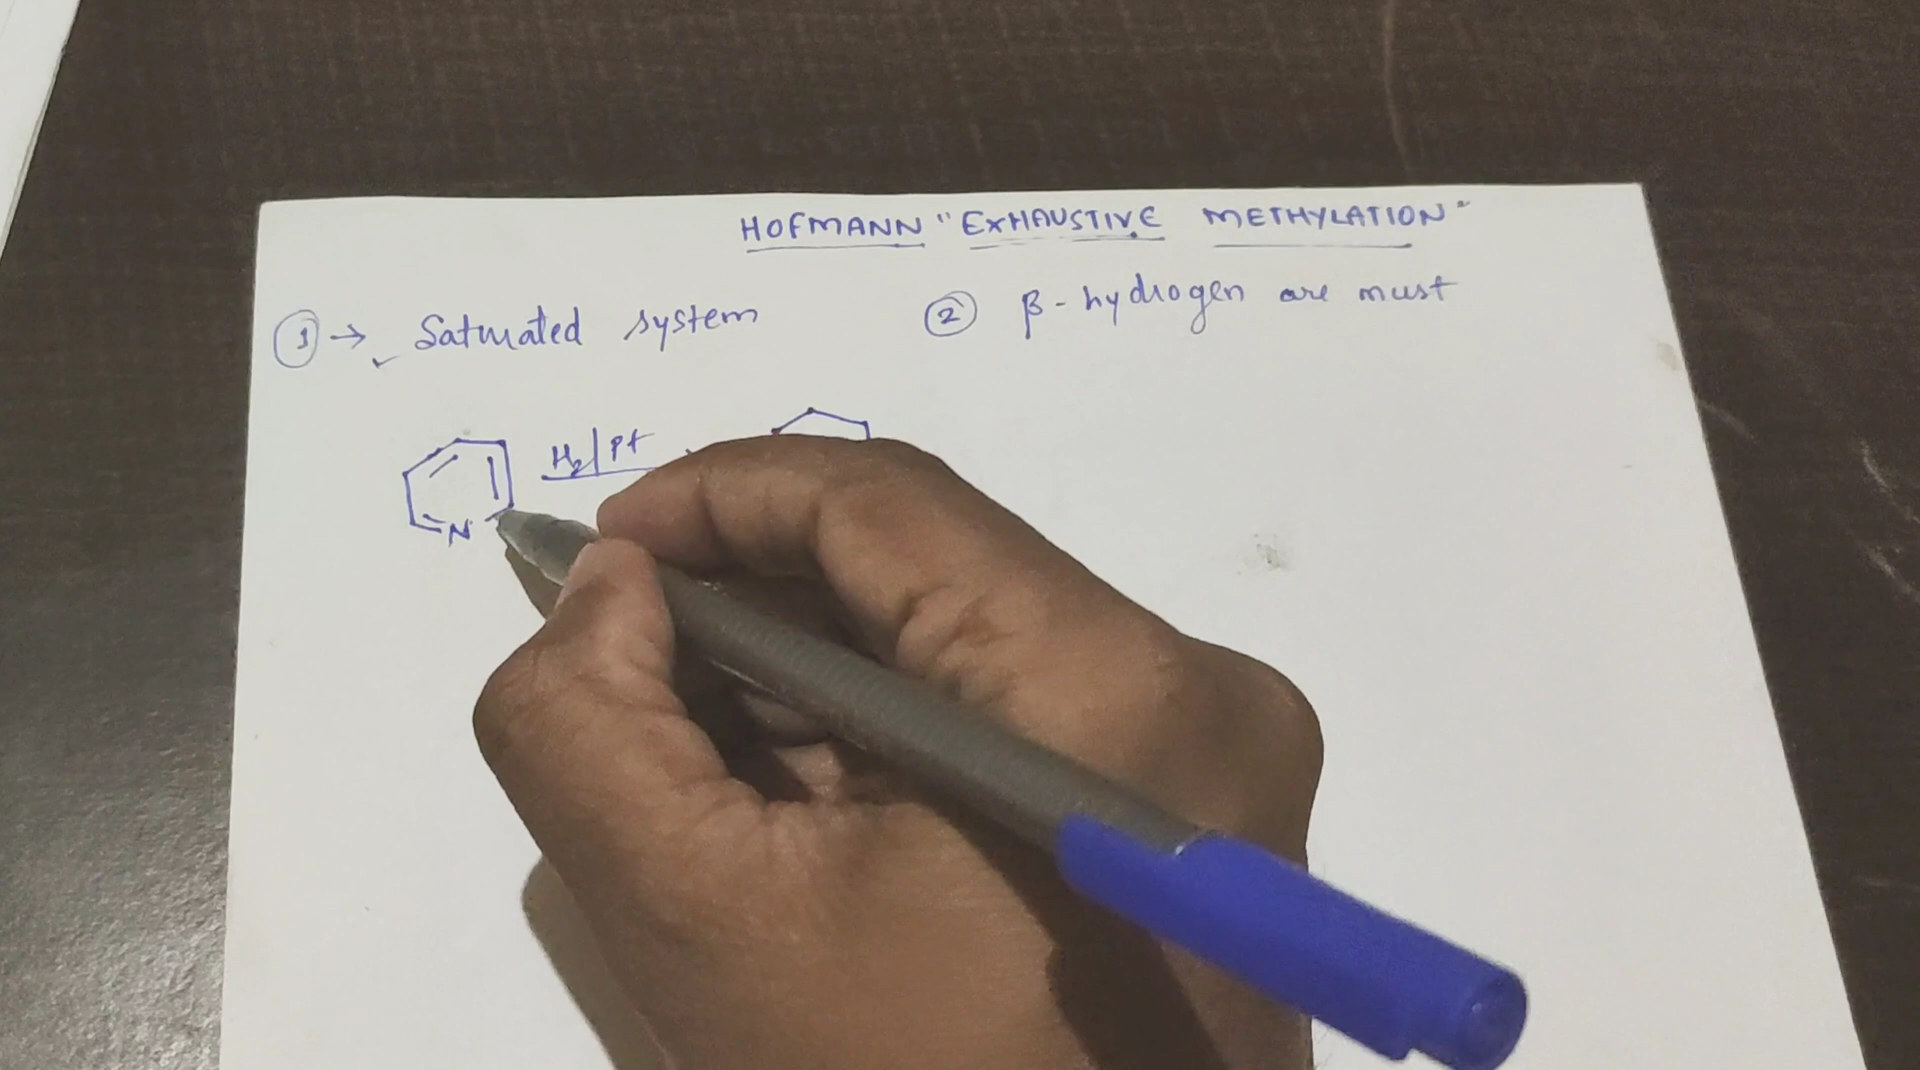 HOFMANN "EXHAUSTIVE METHYLATION"
1 → Saturated system
2 β - hydrogen are must
H2 | Pt
N